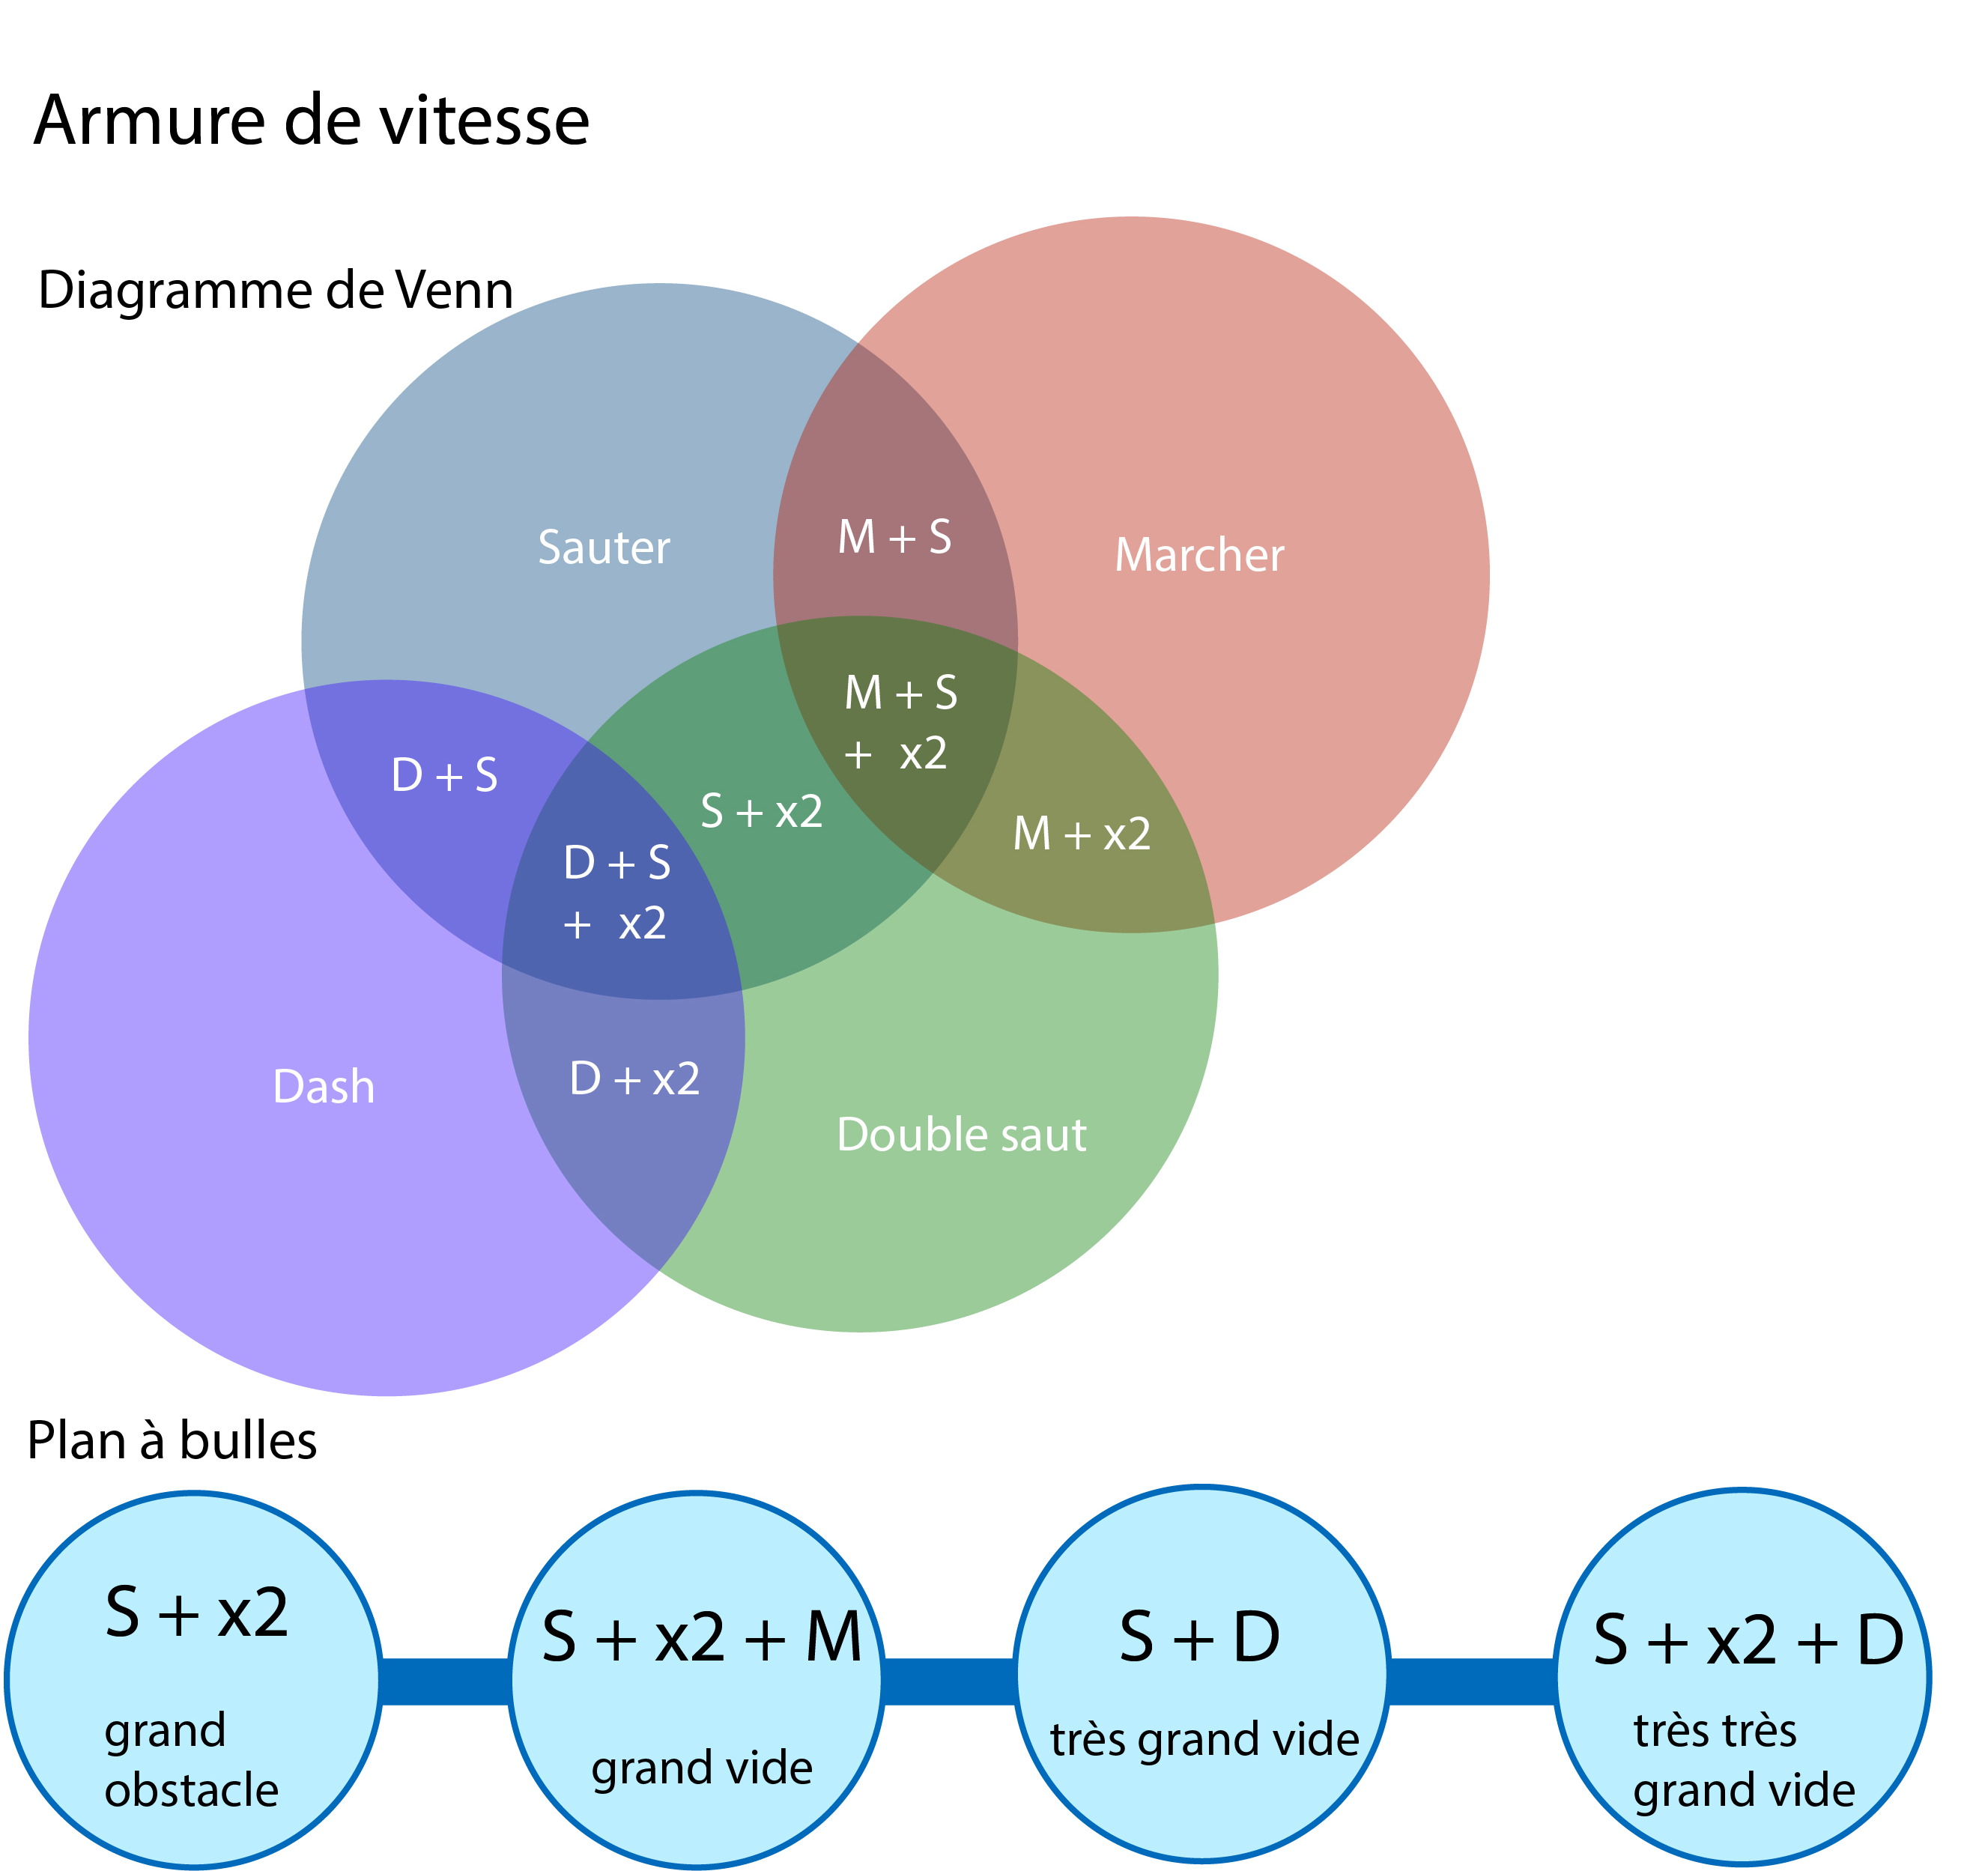 Armure de vitesse
Diagramme de Venn
Sauter
M + S
Marcher
M + S
+ x2
D + S
S + x2
M + x2
D + S
+ x2
Dash
D + x2
Double saut
Plan à bulles
S + x2
grand
obstacle
S + x2 + M
grand vide
S + D
très grand vide
S + x2 + D
très très
grand vide